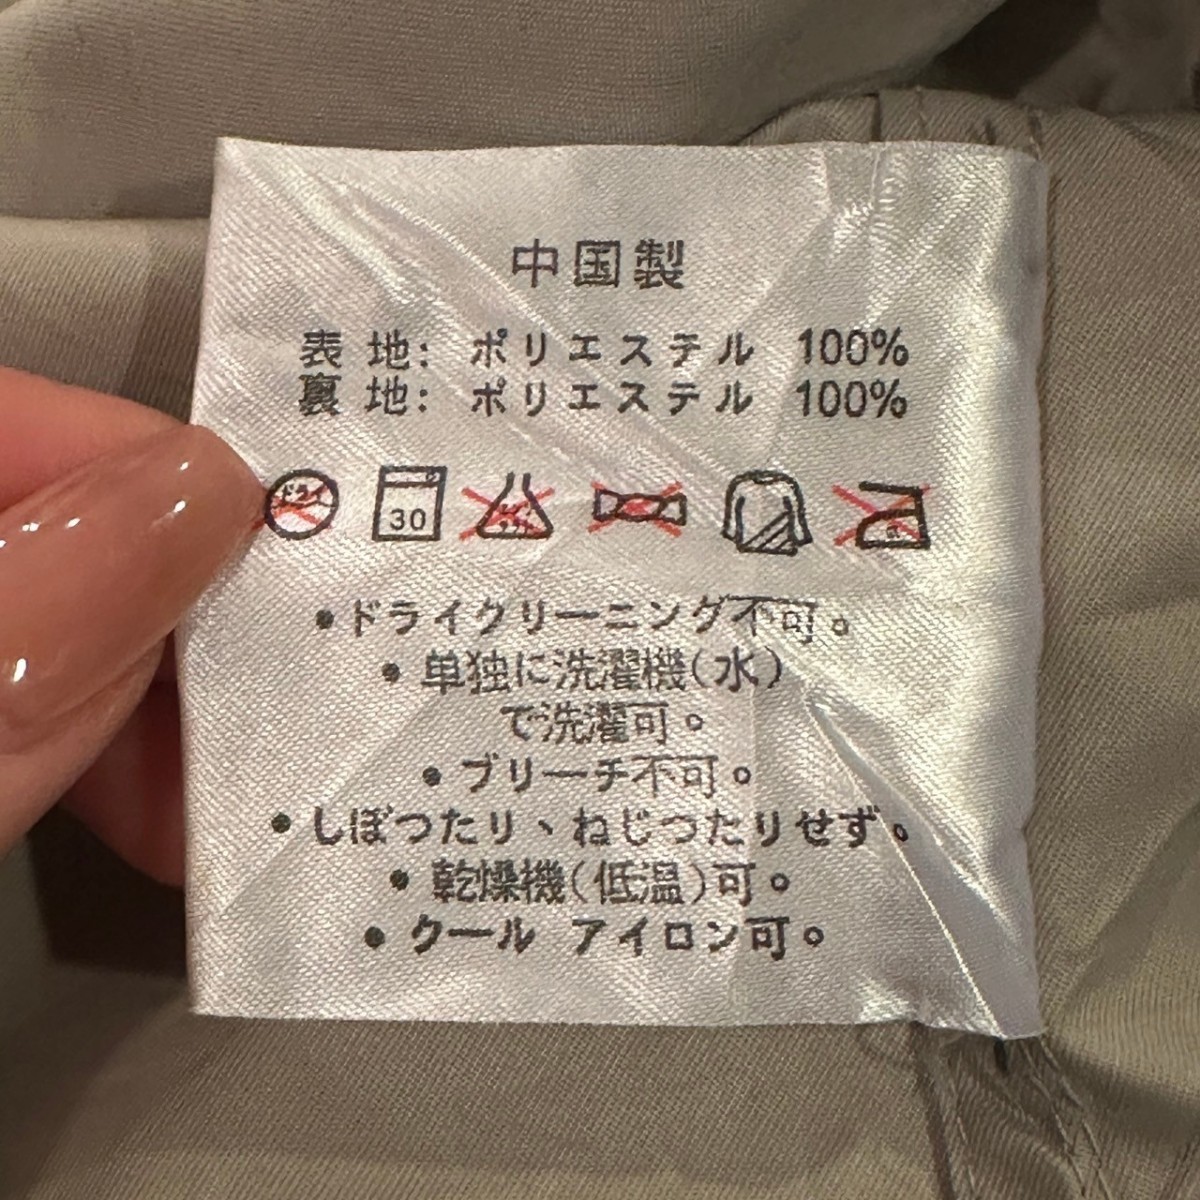 中国製
表 地: ポリエステル 100%
裏 地: ポリエステル 100%
ドライ 30
•ドライクリーニング不可。
• 単独に洗濯機(水)
で洗濯可。
• ブリーチ不可。
• しぼつたり、ねじつたりせず。
• 乾燥機(低温)可。
• クール アイロン可。